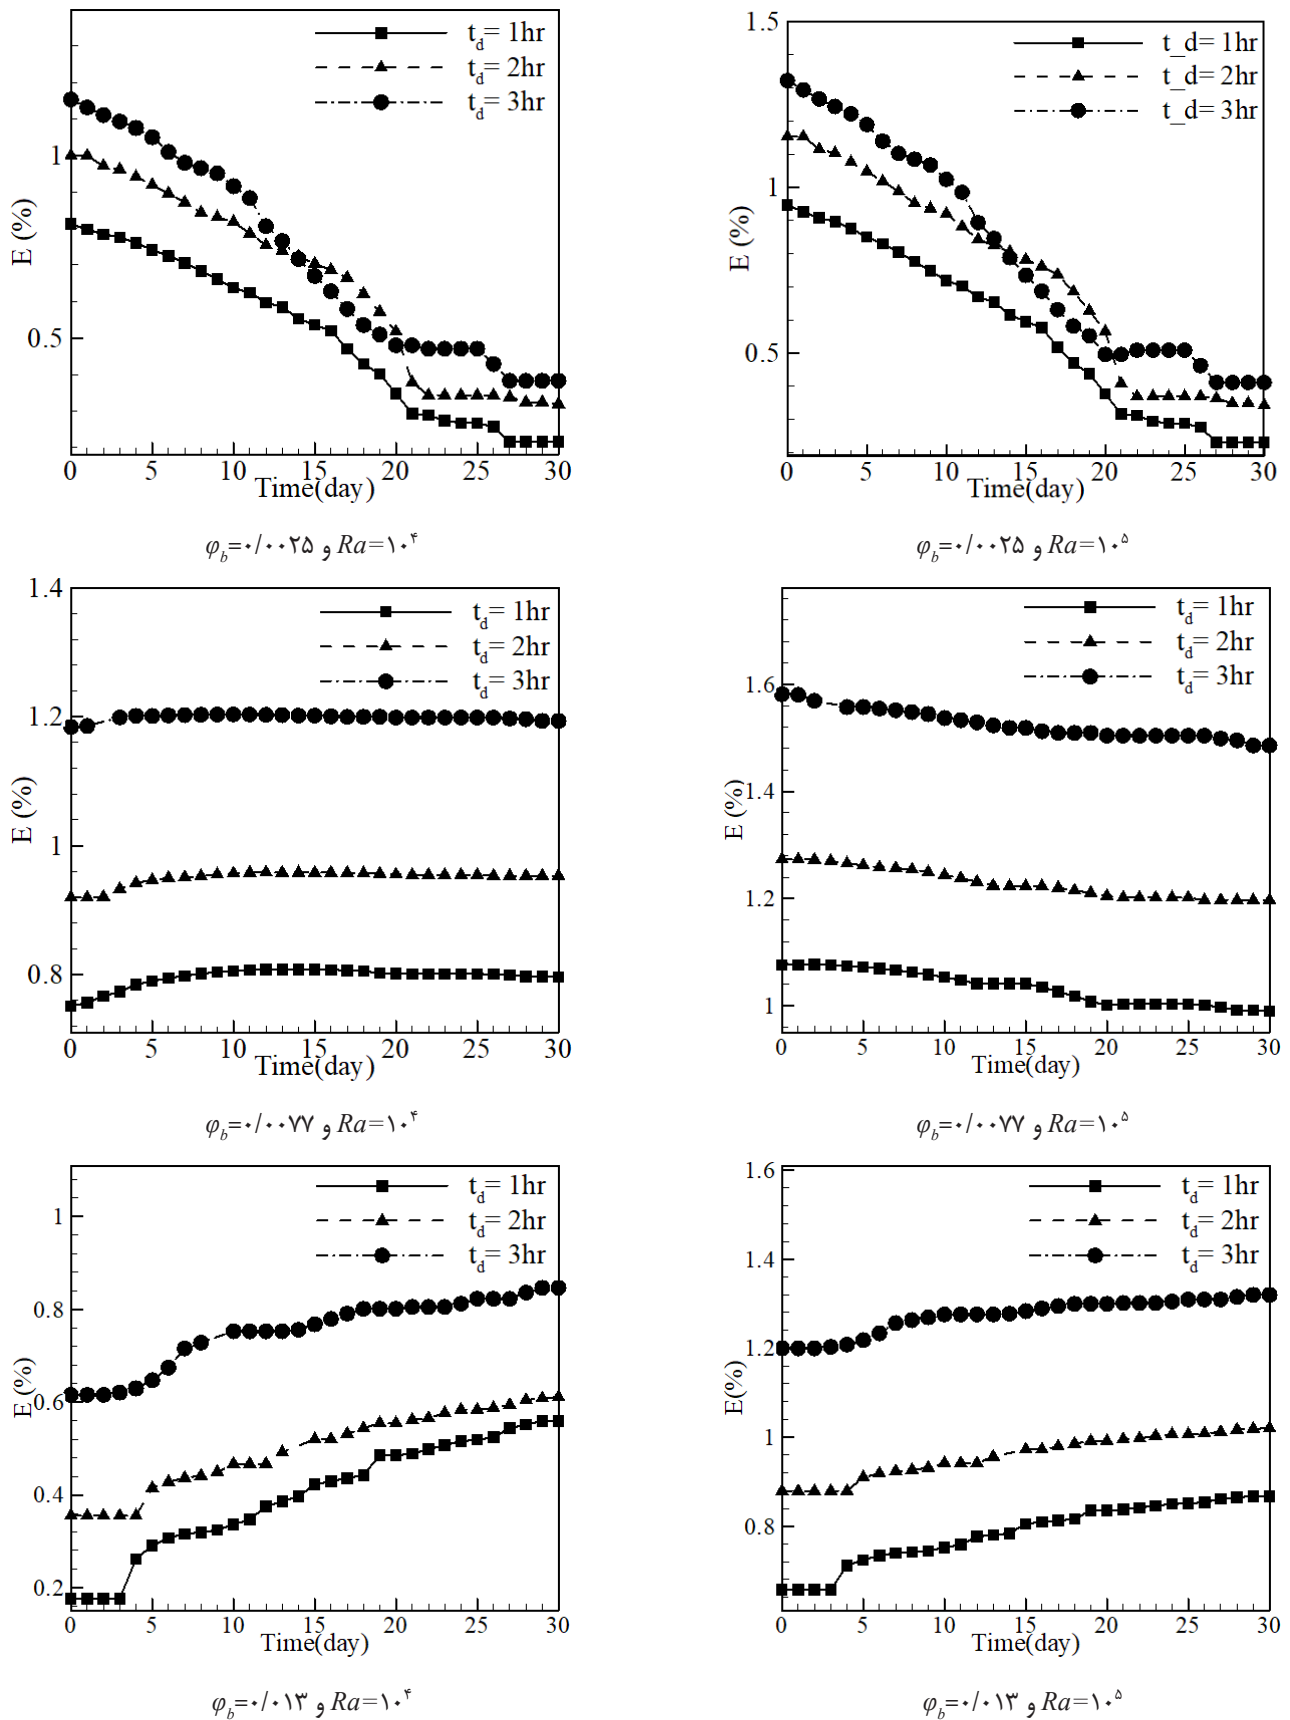 t_d= 1hr
t_d= 2hr
t_d= 3hr
1
0.5
E (%)
0 5 10 15 20 25 30
Time(day)
φ_b=۰/۰۰۲۵ و Ra=۱۰^۴
t_d= 1hr
t_d= 2hr
t_d= 3hr
1.5
1
0.5
E (%)
0 5 10 15 20 25 30
Time(day)
φ_b=۰/۰۰۲۵ و Ra=۱۰^۵
t_d= 1hr
t_d= 2hr
t_d= 3hr
1.4
1.2
1
0.8
E (%)
0 5 10 15 20 25 30
Time(day)
φ_b=۰/۰۰۷۷ و Ra=۱۰^۴
t_d= 1hr
t_d= 2hr
t_d= 3hr
1.6
1.4
1.2
1
E (%)
0 5 10 15 20 25 30
Time(day)
φ_b=۰/۰۰۷۷ و Ra=۱۰^۵
t_d= 1hr
t_d= 2hr
t_d= 3hr
1
0.8
0.6
0.4
0.2
E (%)
0 5 10 15 20 25 30
Time(day)
φ_b=۰/۰۱۳ و Ra=۱۰^۴
t_d= 1hr
t_d= 2hr
t_d= 3hr
1.6
1.4
1.2
1
0.8
E(%)
0 5 10 15 20 25 30
Time(day)
φ_b=۰/۰۱۳ و Ra=۱۰^۵